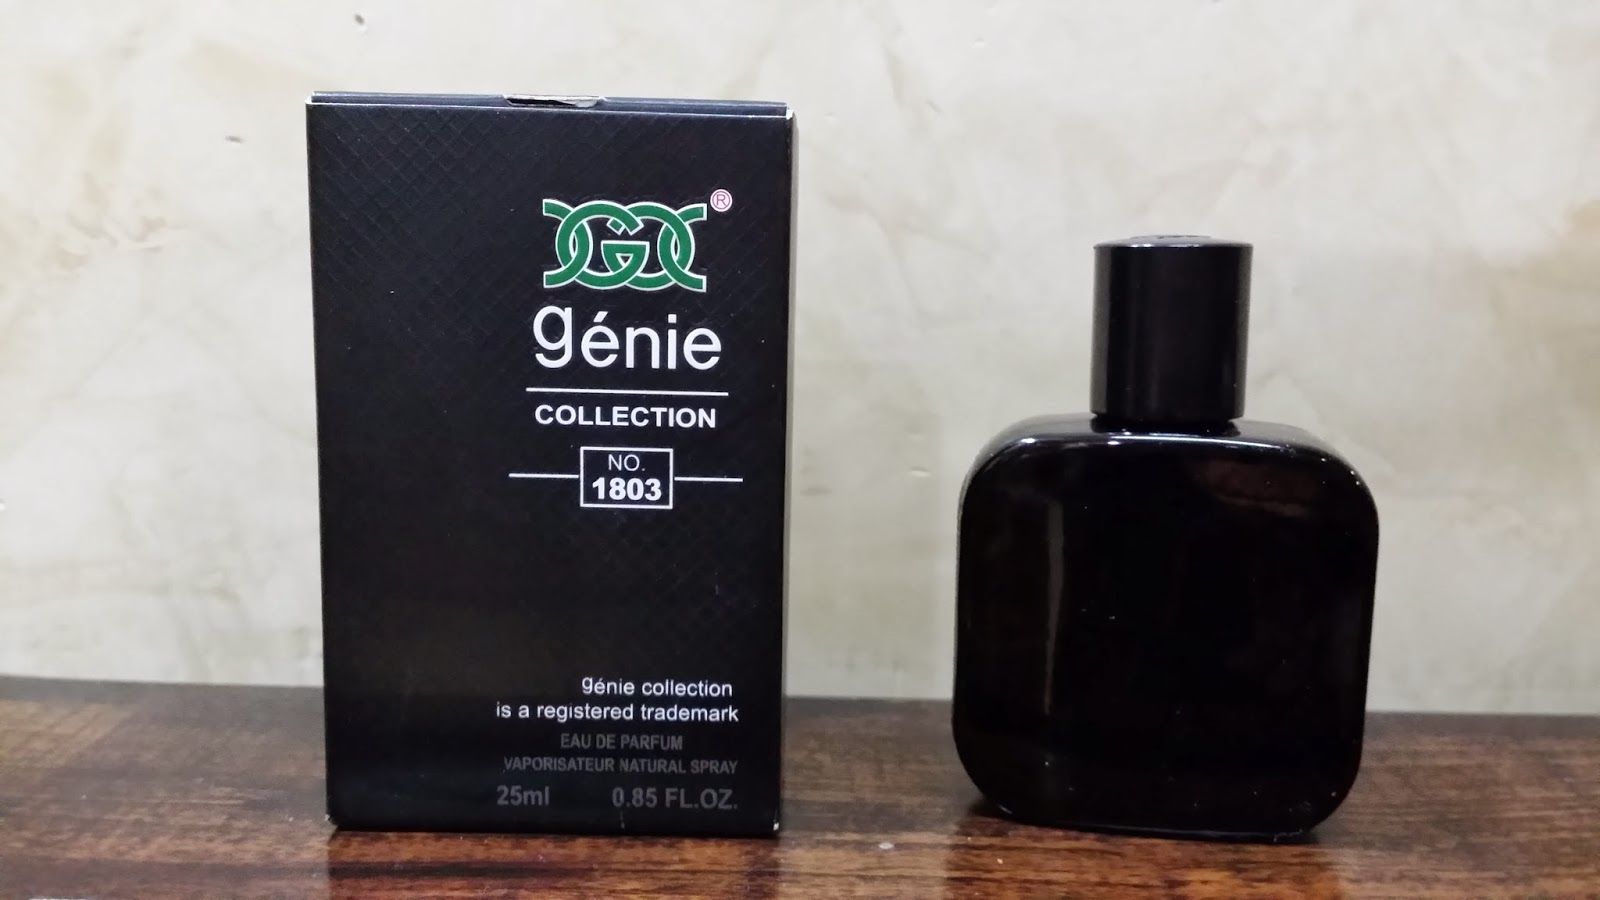 ®
génie
COLLECTION
NO.
1803
génie collection
is a registered trademark
EAU DE PARFUM
VAPORISATEUR NATURAL SPRAY
25ml 0.85 FL.OZ.